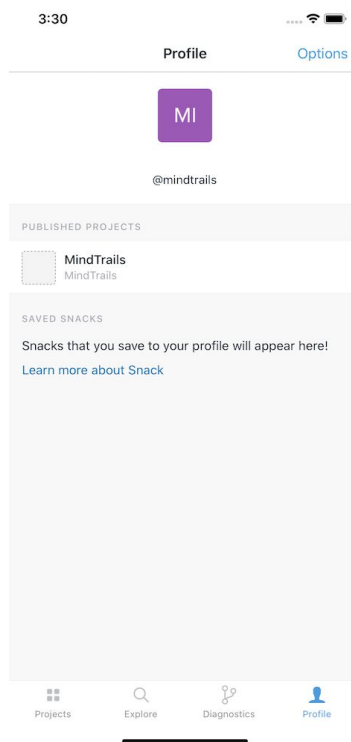 3:30
Profile
Options
MI
@mindtrails
PUBLISHED PROJECTS
MindTrails
MindTrails
SAVED SNACKS
Snacks that you save to your profile will appear here!
Learn more about Snack
Projects
Explore
Diagnostics
Profile